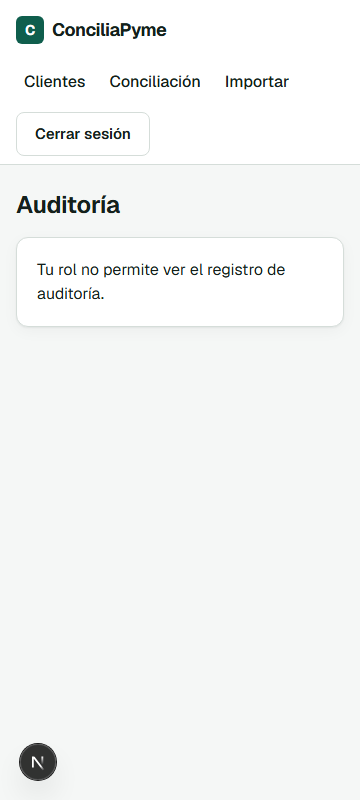 C ConciliaPyme
Clientes Conciliación Importar
Cerrar sesión
Auditoría
Tu rol no permite ver el registro de
auditoría.
N